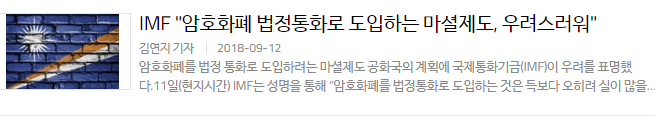 IMF "암호화폐 법정통화로 도입하는 마셜제도, 우려스러워"
김연지 기자 | 2018-09-12
암호화폐를 법정 통화로 도입하려는 마셜제도 공화국의 계획에 국제통화기금(IMF)이 우려를 표명했
다.11일(현지시간) IMF는 성명을 통해 “암호화폐를 법정통화로 도입하는 것은 득보다 오히려 실이 많을...